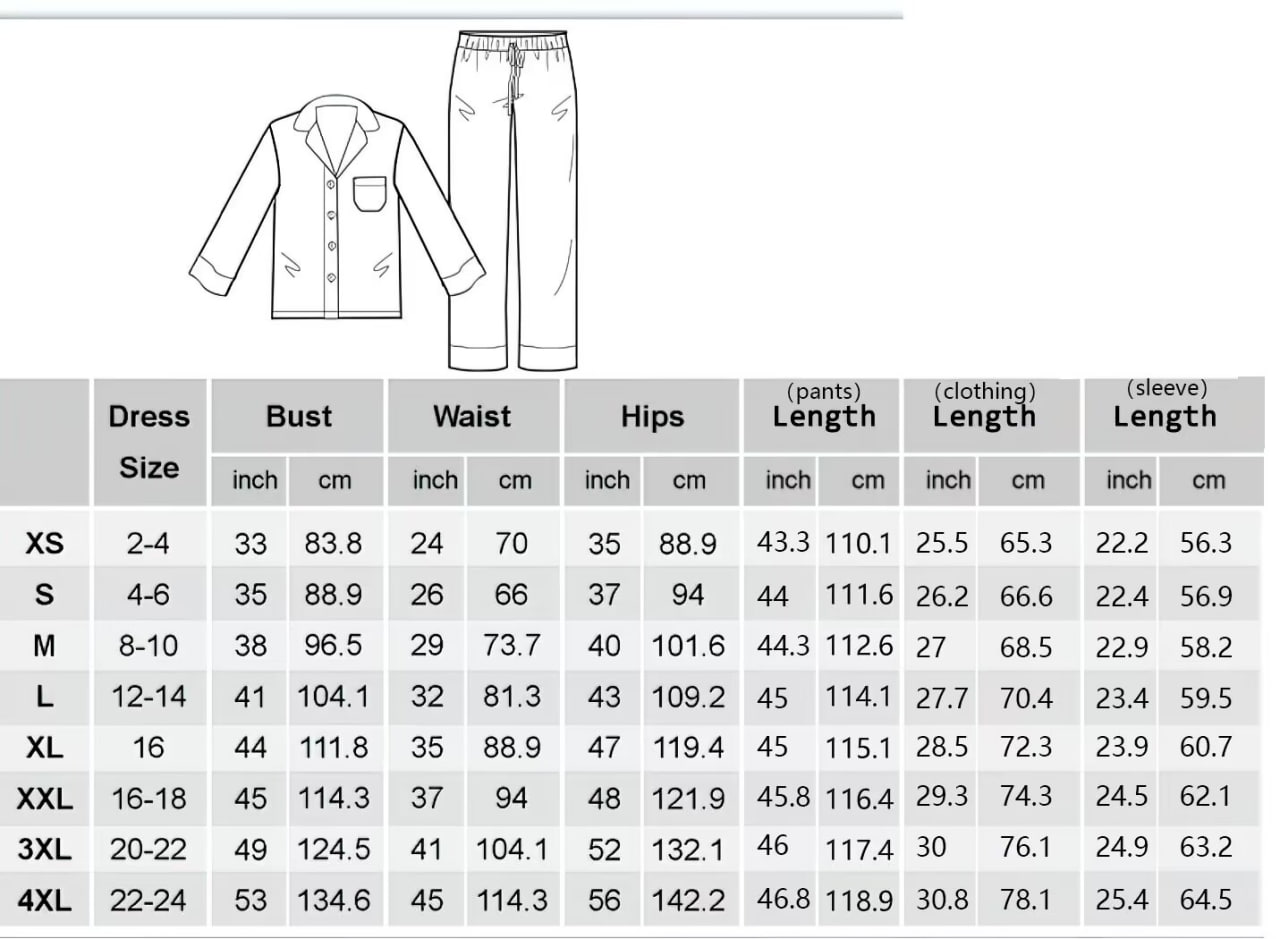 (pants) (clothing) (sleeve)
Dress Bust Waist Hips Length Length Length
Size inch cm inch cm inch cm inch cm inch cm inch cm
XS 2-4 33 83.8 24 70 35 88.9 43.3 110.1 25.5 65.3 22.2 56.3
S 4-6 35 88.9 26 66 37 94 44 111.6 26.2 66.6 22.4 56.9
M 8-10 38 96.5 29 73.7 40 101.6 44.3 112.6 27 68.5 22.9 58.2
L 12-14 41 104.1 32 81.3 43 109.2 45 114.1 27.7 70.4 23.4 59.5
XL 16 44 111.8 35 88.9 47 119.4 45 115.1 28.5 72.3 23.9 60.7
XXL 16-18 45 114.3 37 94 48 121.9 45.8 116.4 29.3 74.3 24.5 62.1
3XL 20-22 49 124.5 41 104.1 52 132.1 46 117.4 30 76.1 24.9 63.2
4XL 22-24 53 134.6 45 114.3 56 142.2 46.8 118.9 30.8 78.1 25.4 64.5